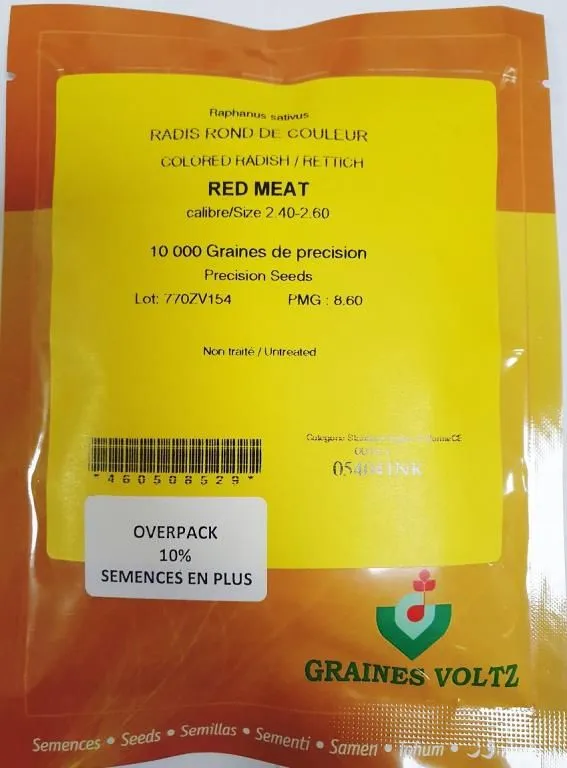 Raphanus sativus
RADIS ROND DE COULEUR
COLORED RADISH / RETTICH
RED MEAT
calibre/Size 2.40-2.60
10 000 Graines de precision
Precision Seeds
Lot: 770ZV154 PMG : 8.60
Non traité / Untreated
*460508529*
OVERPACK
10%
SEMENCES EN PLUS
GRAINES VOLTZ
Semences • Seeds • Semillas • Sementi • Samen • Tohum •